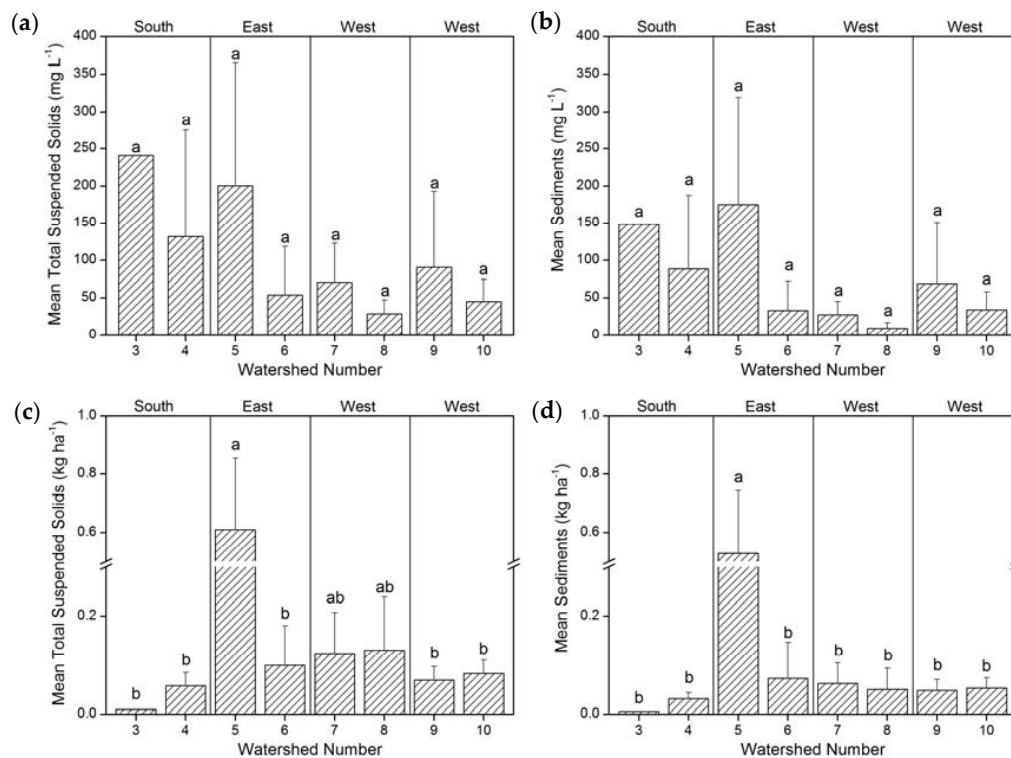 (a)
South East West West
Mean Total Suspended Solids (mg L⁻¹)
400
350
300
250
200
150
100
50
0
a a a a a a a a
3 4 5 6 7 8 9 10
Watershed Number
(b)
South East West West
Mean Sediments (mg L⁻¹)
400
350
300
250
200
150
100
50
0
a a a a a a a a
3 4 5 6 7 8 9 10
Watershed Number
(c)
South East West West
Mean Total Suspended Solids (kg ha⁻¹)
1.0
0.8
0.6
0.2
0.0
b b a b ab ab b b
3 4 5 6 7 8 9 10
Watershed Number
(d)
South East West West
Mean Sediments (kg ha⁻¹)
1.0
0.8
0.6
0.2
0.0
b b a b b b b b
3 4 5 6 7 8 9 10
Watershed Number